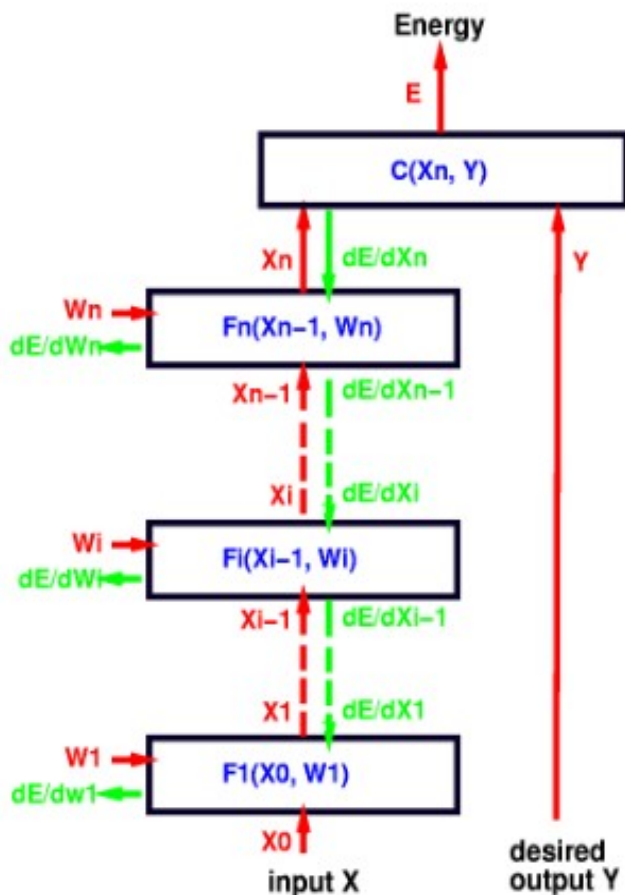 Energy
E
C(Xn, Y)
Xn
dE/dXn
Y
Wn
Fn(Xn−1, Wn)
dE/dWn
Xn−1
dE/dXn−1
Xi
dE/dXi
Wi
Fi(Xi−1, Wi)
dE/dWi
Xi−1
dE/dXi−1
X1
dE/dX1
W1
F1(X0, W1)
dE/dw1
X0
input X
desired
output Y